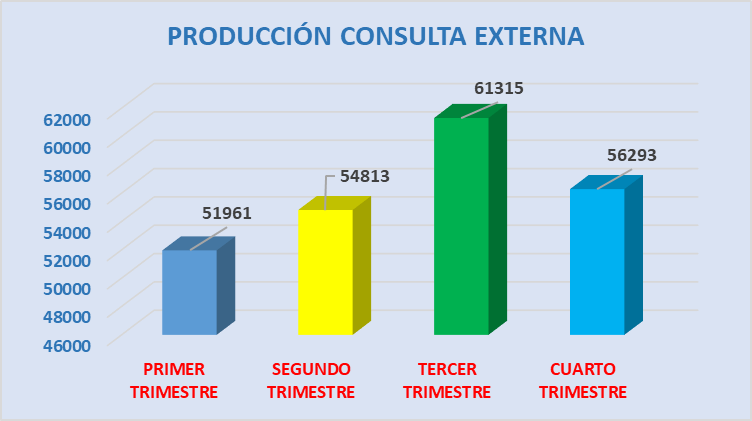 PRODUCCIÓN CONSULTA EXTERNA
62000
60000
58000
56000
54000
52000
50000
48000
46000
51961
54813
61315
56293
PRIMER
TRIMESTRE
SEGUNDO
TRIMESTRE
TERCER
TRIMESTRE
CUARTO
TRIMESTRE